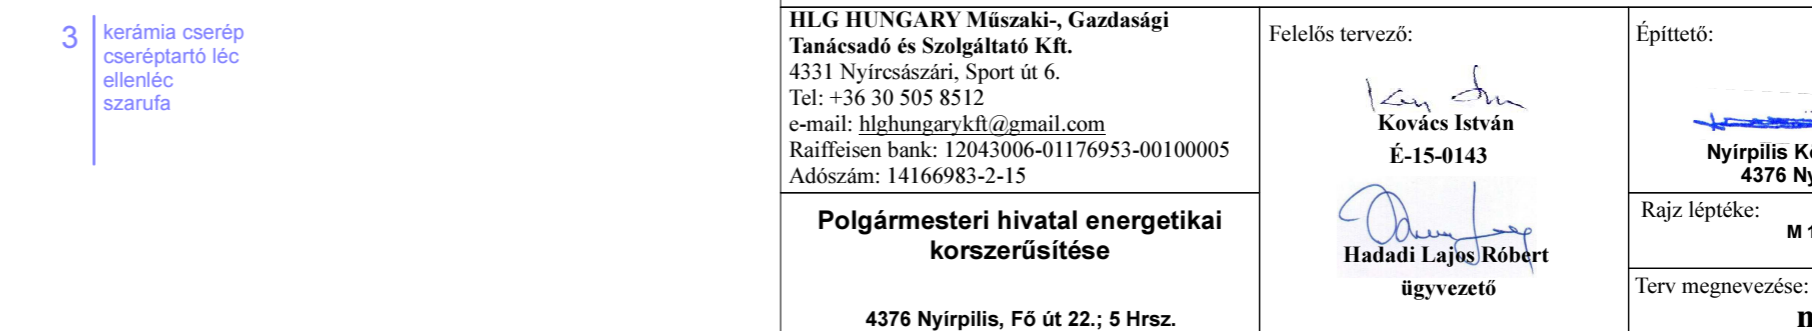 3
kerámia cserép
cseréptartó léc
ellenléc
szarufa
HLG HUNGARY Műszaki-, Gazdasági
Tanácsadó és Szolgáltató Kft.
4331 Nyírcsászári, Sport út 6.
Tel: +36 30 505 8512
e-mail: hlghungarykft@gmail.com
Raiffeisen bank: 12043006-01176953-00100005
Adószám: 14166983-2-15
Polgármesteri hivatal energetikai
korszerűsítése
4376 Nyírpilis, Fő út 22.; 5 Hrsz.
Felelős tervező:
Kovács István
É-15-0143
Hadadi Lajos Róbert
ügyvezető
Építtető:
Nyírpilis
4376
Rajz léptéke:
M
Terv megnevezése: